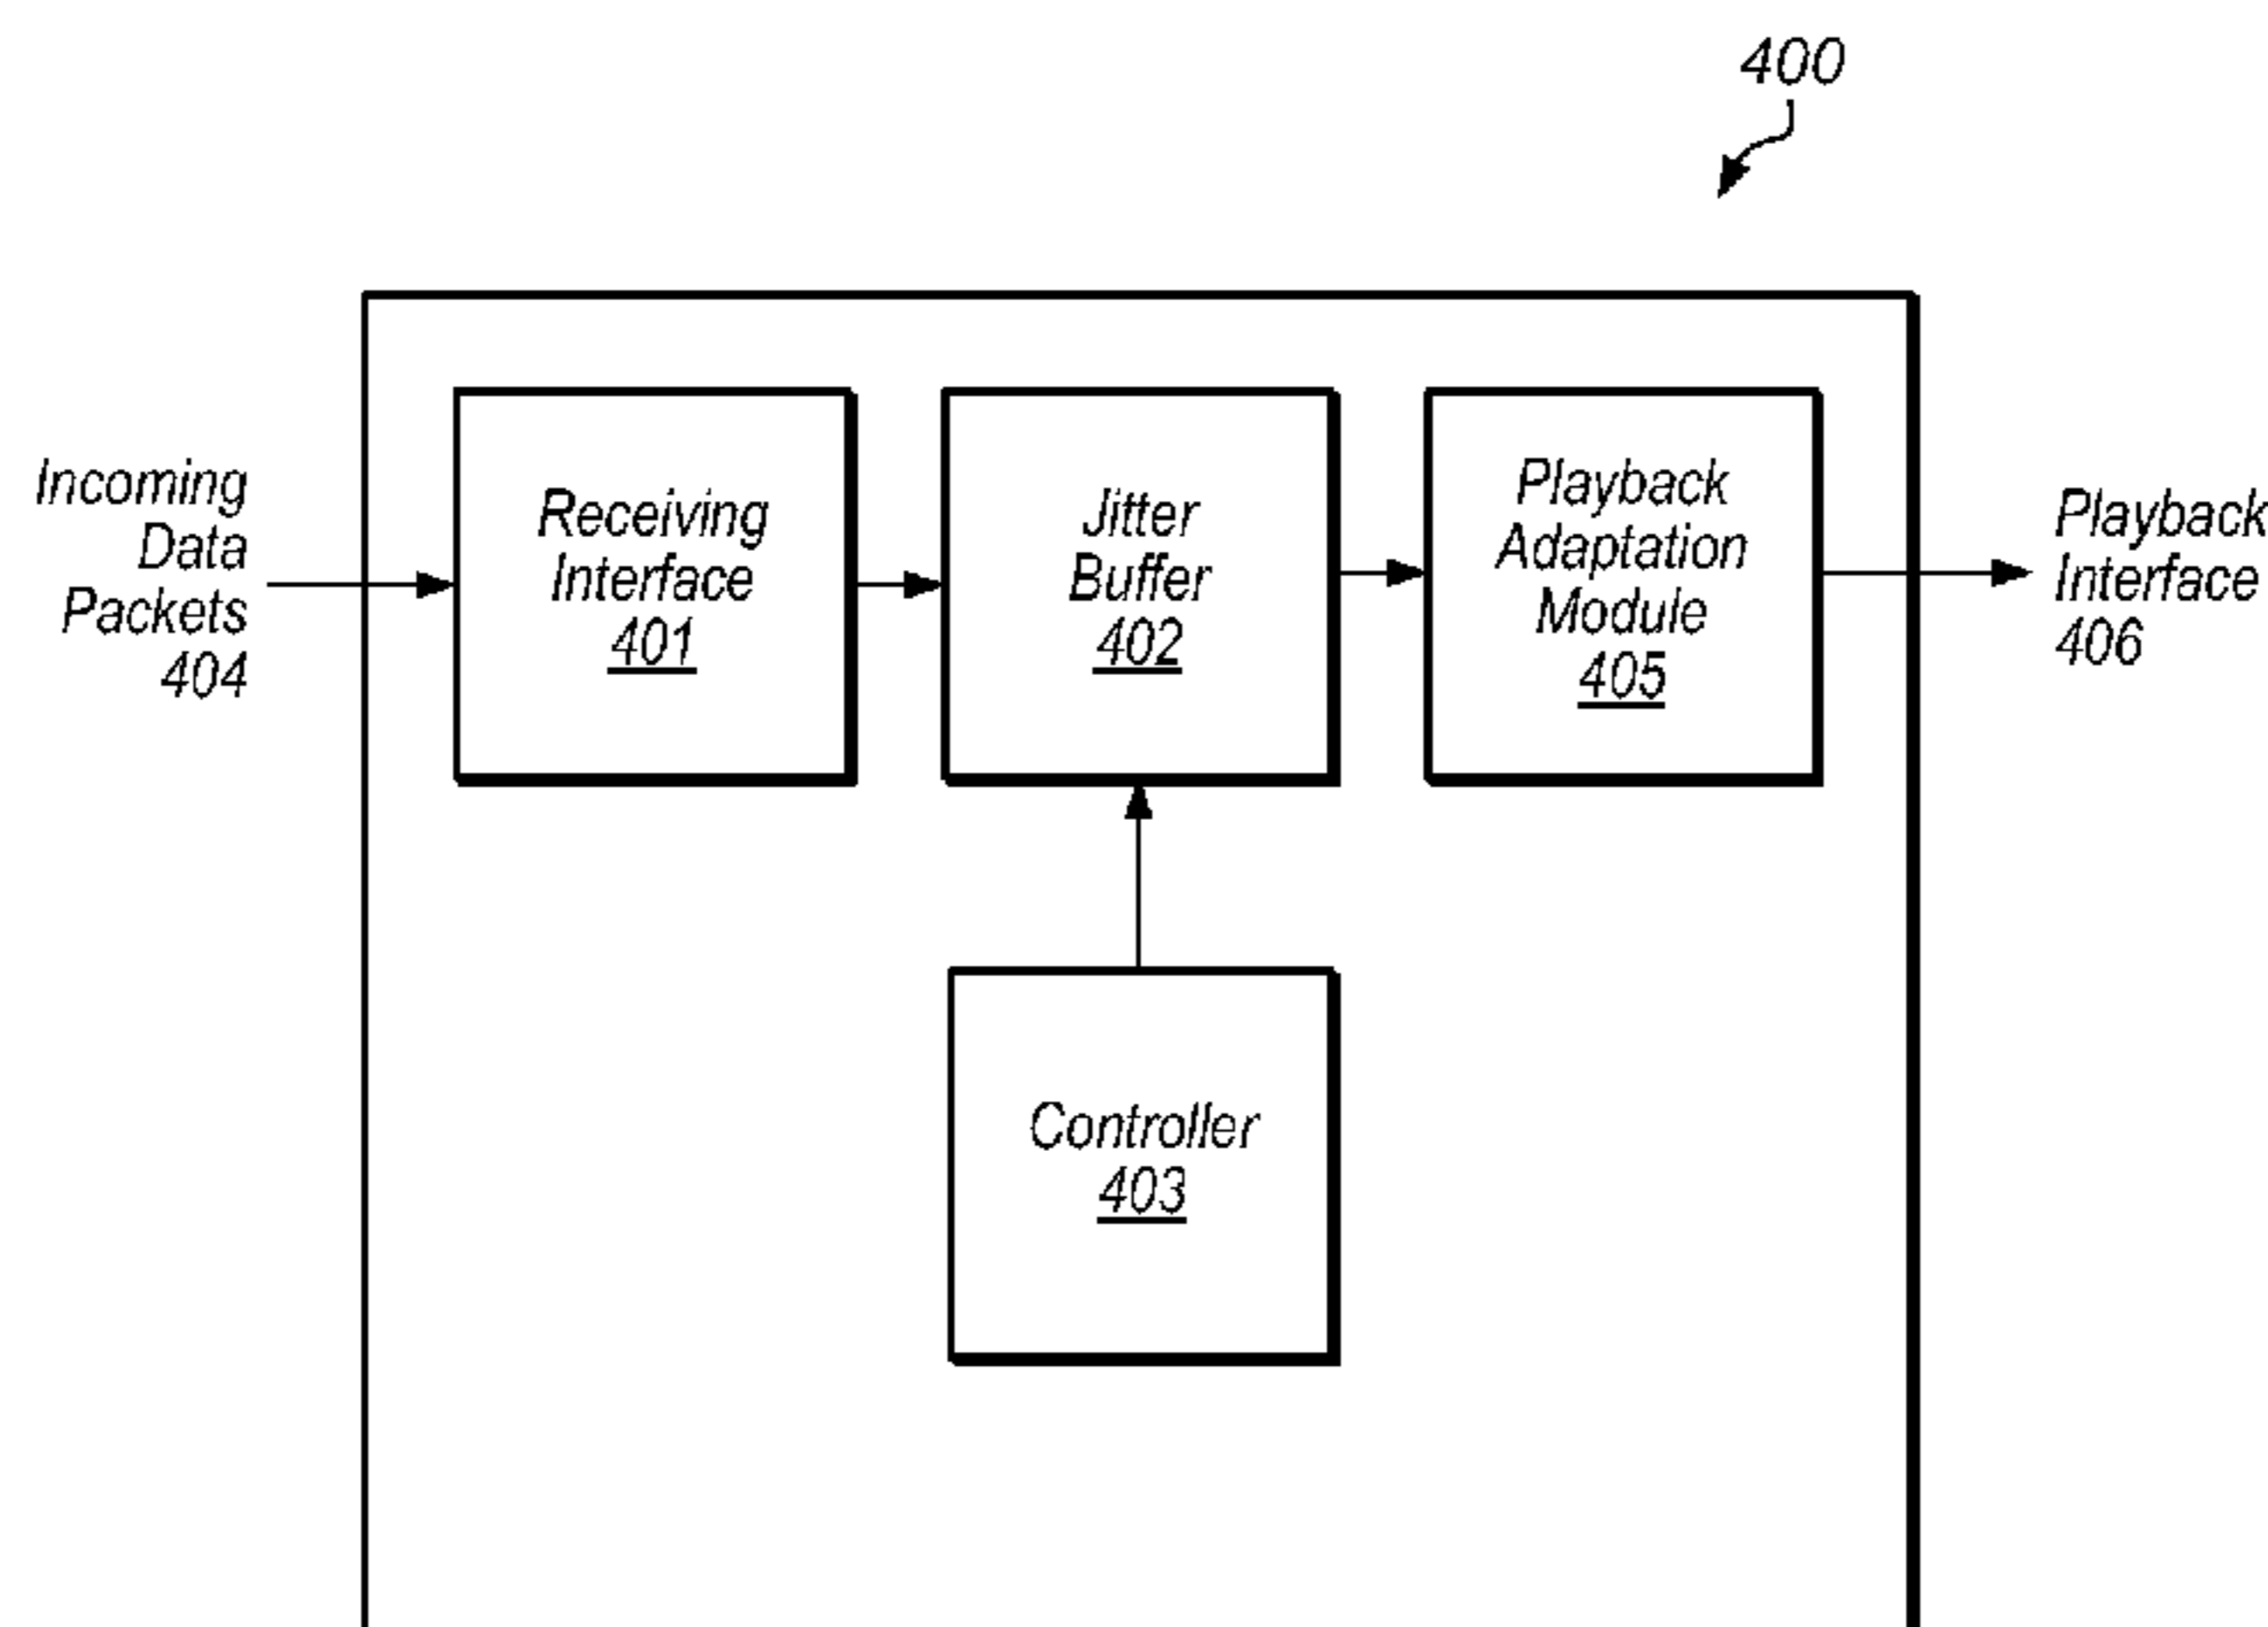 400
Incoming
Data
Packets
404
Receiving
Interface
401
Jitter
Buffer
402
Playback
Adaptation
Module
405
Playback
Interface
406
Controller
403